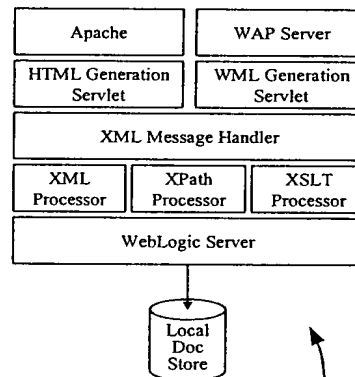 Apache
WAP Server
HTML Generation
Servlet
WML Generation
Servlet
XML Message Handler
XML
Processor
XPath
Processor
XSLT
Processor
WebLogic Server
Local
Doc
Store